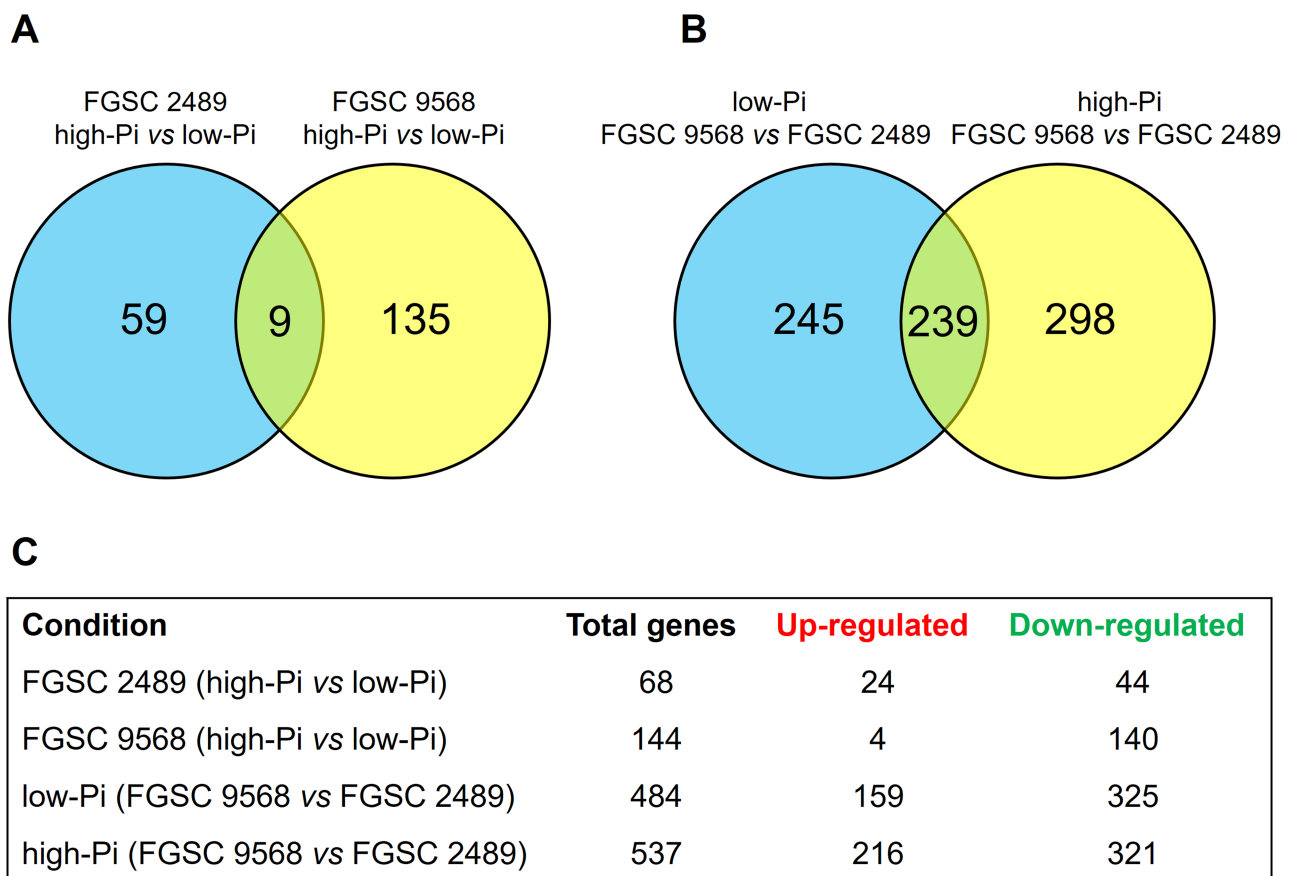 A
B
FGSC 2489
high-Pi vs low-Pi
FGSC 9568
high-Pi vs low-Pi
low-Pi
FGSC 9568 vs FGSC 2489
high-Pi
FGSC 9568 vs FGSC 2489
59
9
135
245
239
298
C
Condition Total genes Up-regulated Down-regulated
FGSC 2489 (high-Pi vs low-Pi) 68 24 44
FGSC 9568 (high-Pi vs low-Pi) 144 4 140
low-Pi (FGSC 9568 vs FGSC 2489) 484 159 325
high-Pi (FGSC 9568 vs FGSC 2489) 537 216 321